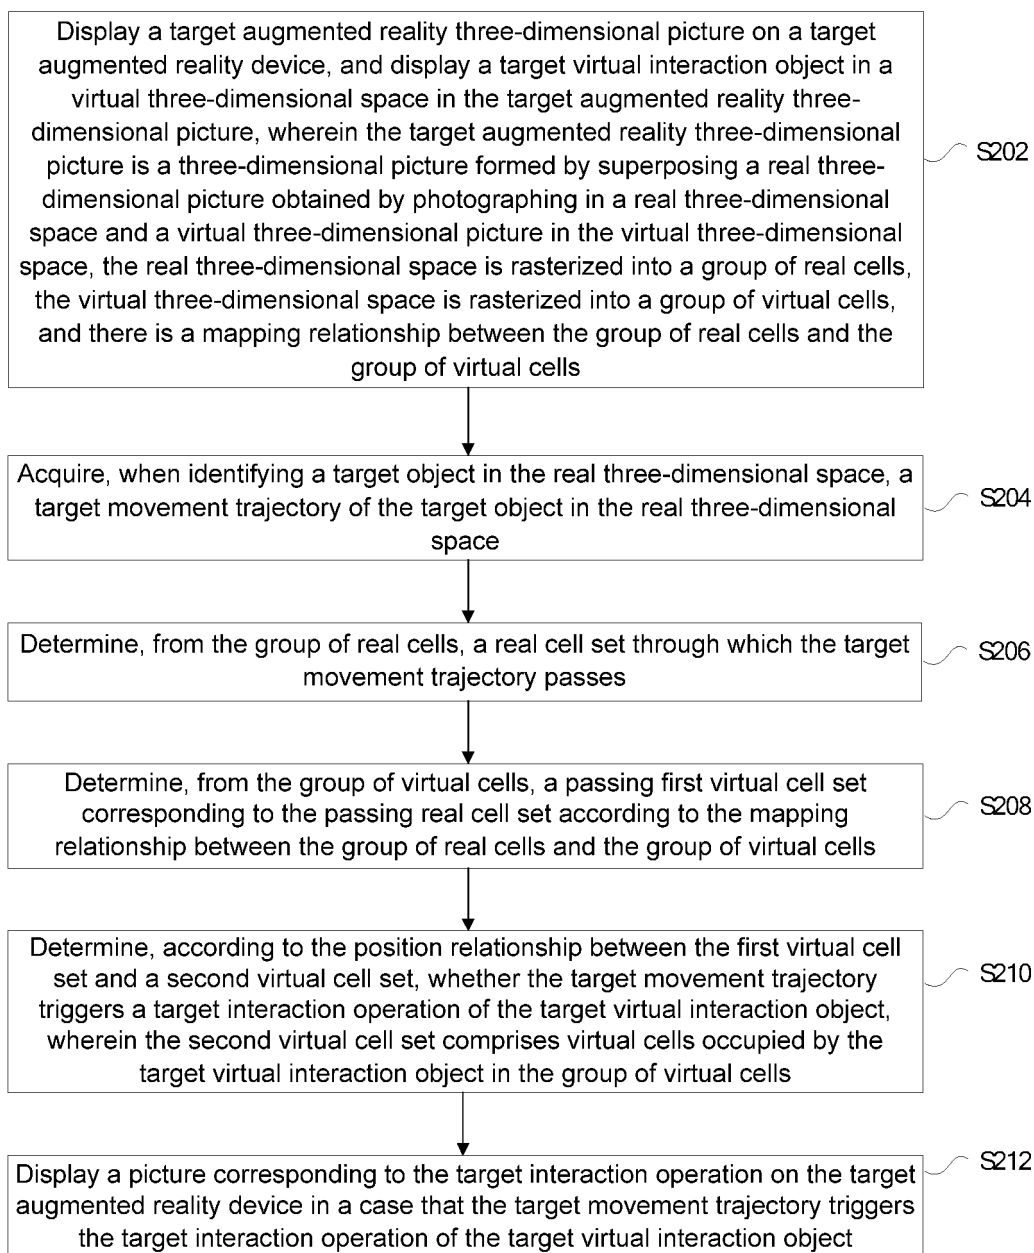 Display a target augmented reality three-dimensional picture on a target
augmented reality device, and display a target virtual interaction object in a
virtual three-dimensional space in the target augmented reality three-
dimensional picture, wherein the target augmented reality three-dimensional
picture is a three-dimensional picture formed by superposing a real three-
dimensional picture obtained by photographing in a real three-dimensional
space and a virtual three-dimensional picture in the virtual three-dimensional
space, the real three-dimensional space is rasterized into a group of real cells,
the virtual three-dimensional space is rasterized into a group of virtual cells,
and there is a mapping relationship between the group of real cells and the
group of virtual cells
S202
Acquire, when identifying a target object in the real three-dimensional space, a
target movement trajectory of the target object in the real three-dimensional
space
S204
Determine, from the group of real cells, a real cell set through which the target
movement trajectory passes
S206
Determine, from the group of virtual cells, a passing first virtual cell set
corresponding to the passing real cell set according to the mapping
relationship between the group of real cells and the group of virtual cells
S208
Determine, according to the position relationship between the first virtual cell
set and a second virtual cell set, whether the target movement trajectory
triggers a target interaction operation of the target virtual interaction object,
wherein the second virtual cell set comprises virtual cells occupied by the
target virtual interaction object in the group of virtual cells
S210
Display a picture corresponding to the target interaction operation on the target
augmented reality device in a case that the target movement trajectory triggers
the target interaction operation of the target virtual interaction object
S212